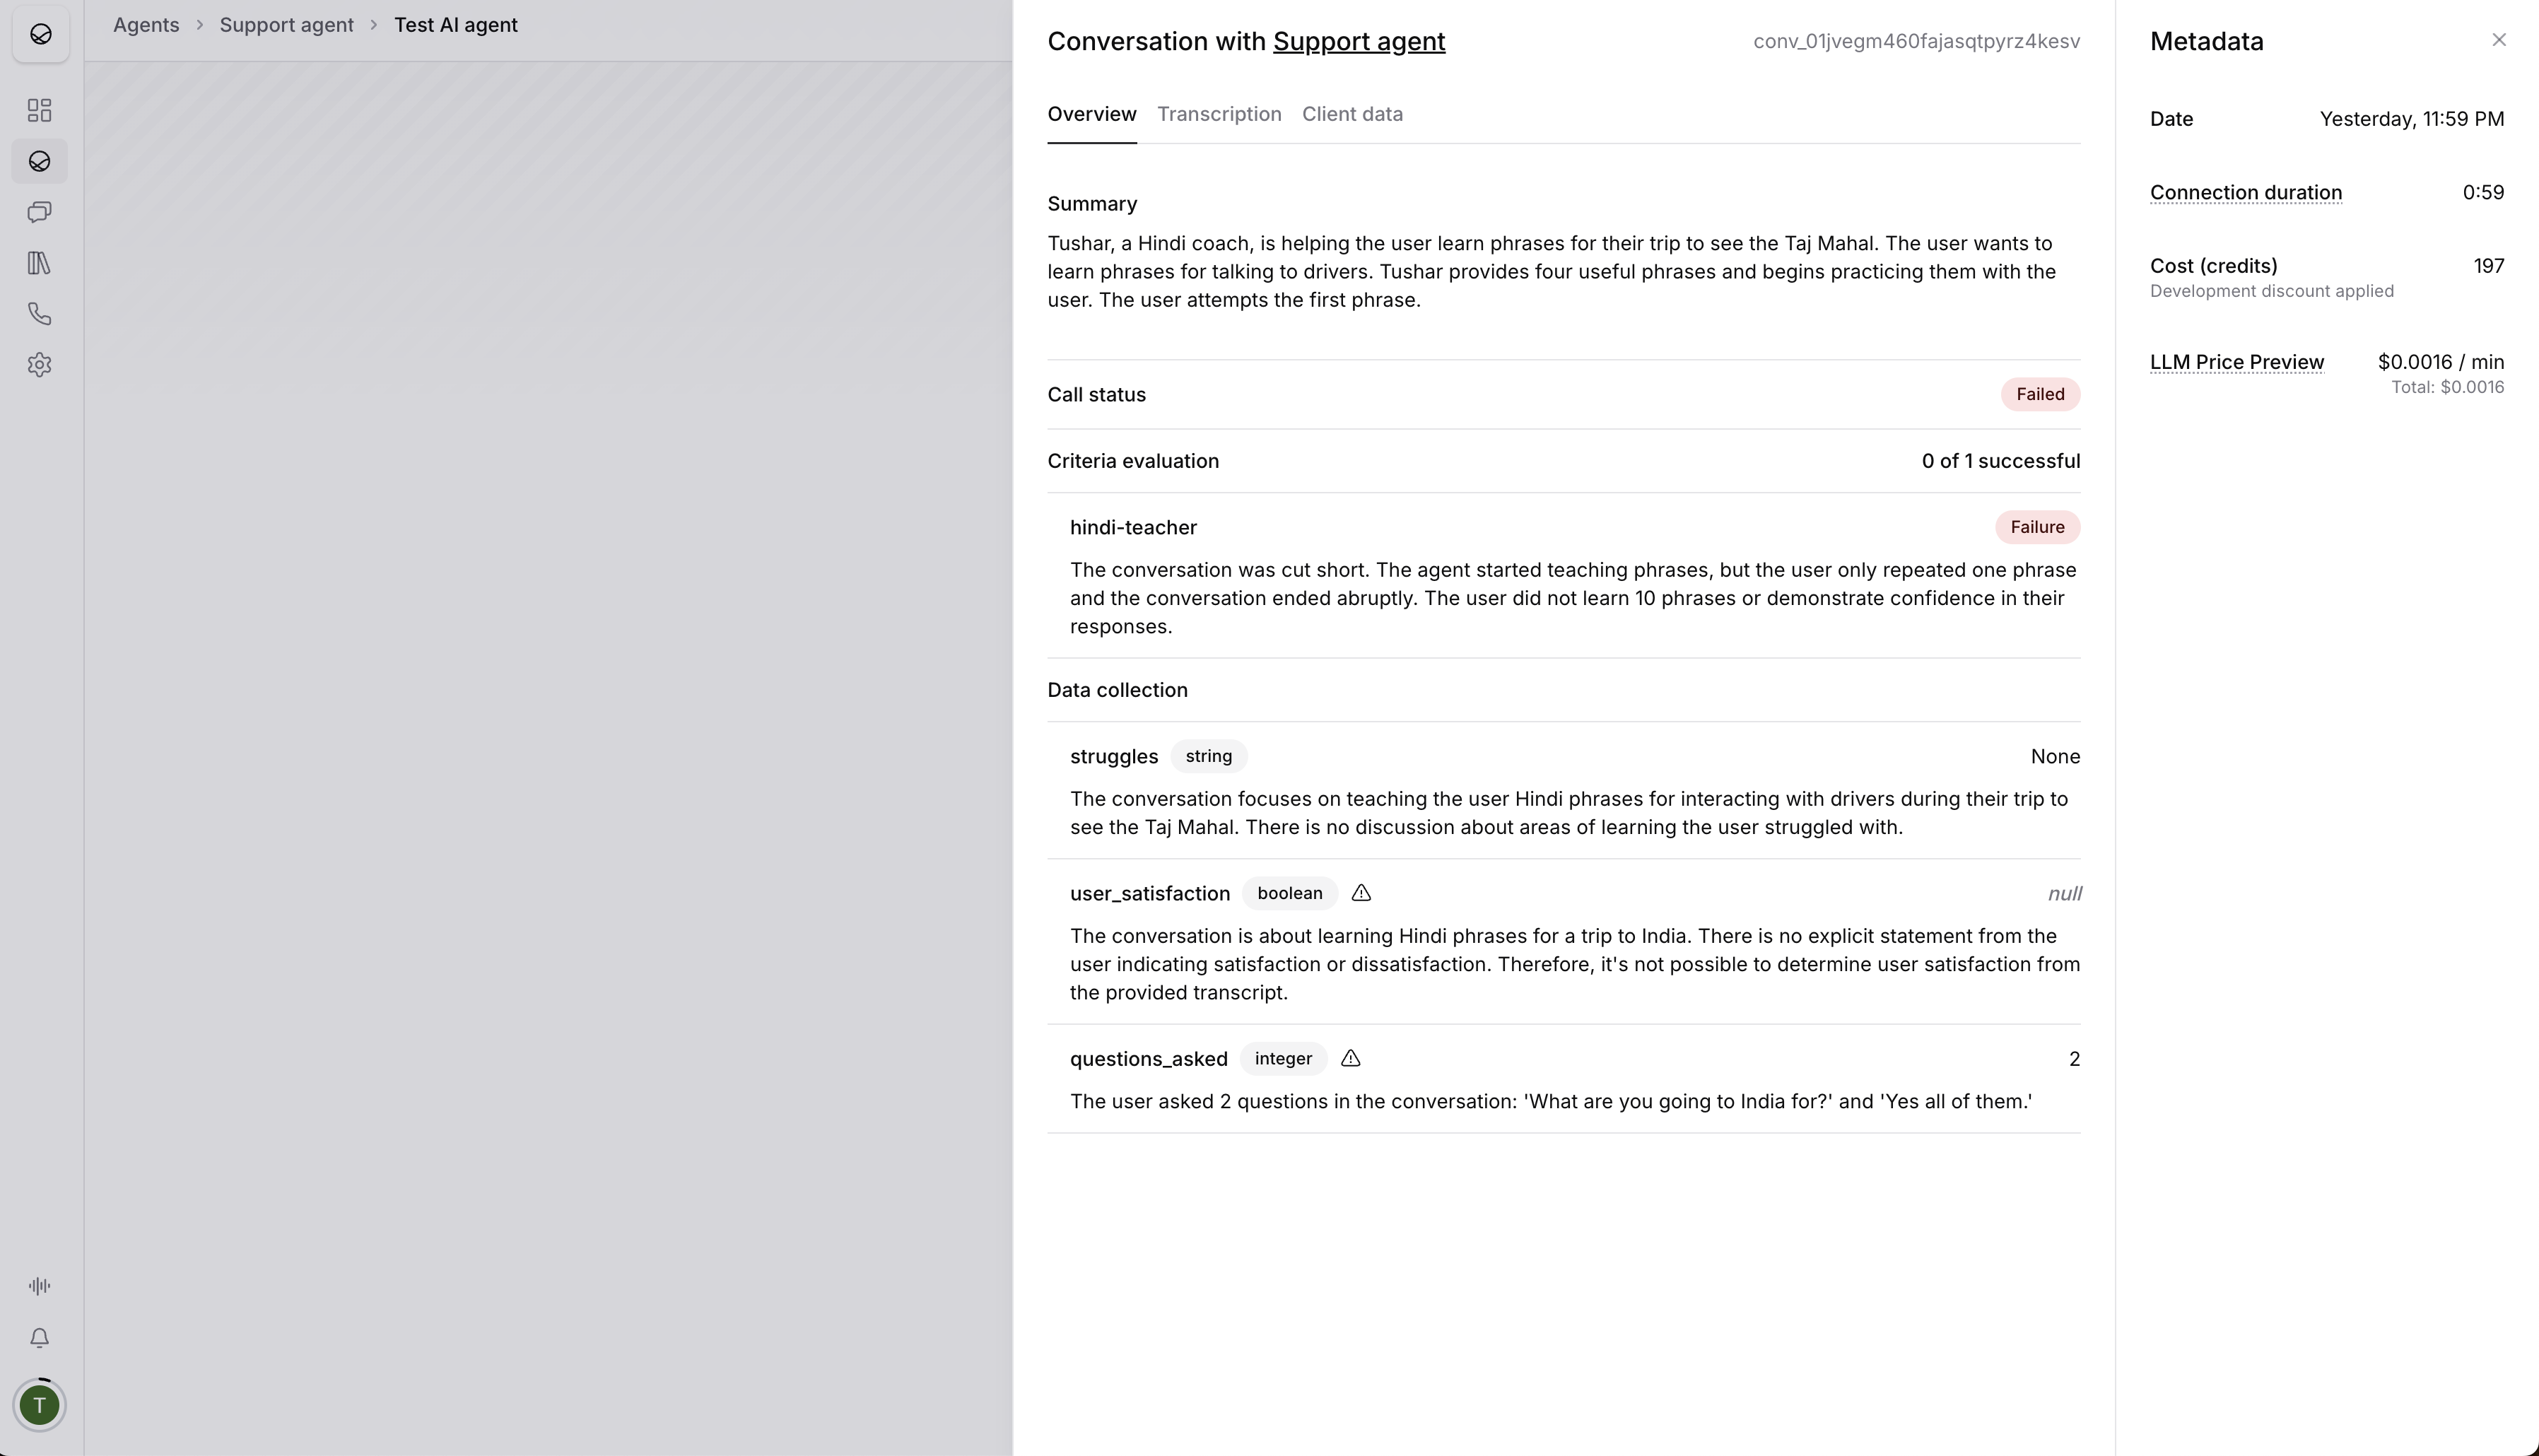 Agents > Support agent > Test AI agent
Conversation with Support agent
conv_01jvegm460fajasqtpyrz4kesv
Overview Transcription Client data
Summary
Tushar, a Hindi coach, is helping the user learn phrases for their trip to see the Taj Mahal. The user wants to
learn phrases for talking to drivers. Tushar provides four useful phrases and begins practicing them with the
user. The user attempts the first phrase.
Call status Failed
Criteria evaluation 0 of 1 successful
hindi-teacher Failure
The conversation was cut short. The agent started teaching phrases, but the user only repeated one phrase
and the conversation ended abruptly. The user did not learn 10 phrases or demonstrate confidence in their
responses.
Data collection
struggles string None
The conversation focuses on teaching the user Hindi phrases for interacting with drivers during their trip to
see the Taj Mahal. There is no discussion about areas of learning the user struggled with.
user_satisfaction boolean null
The conversation is about learning Hindi phrases for a trip to India. There is no explicit statement from the
user indicating satisfaction or dissatisfaction. Therefore, it's not possible to determine user satisfaction from
the provided transcript.
questions_asked integer 2
The user asked 2 questions in the conversation: 'What are you going to India for?' and 'Yes all of them.'
Metadata
Date Yesterday, 11:59 PM
Connection duration 0:59
Cost (credits) 197
Development discount applied
LLM Price Preview $0.0016 / min
Total: $0.0016
T